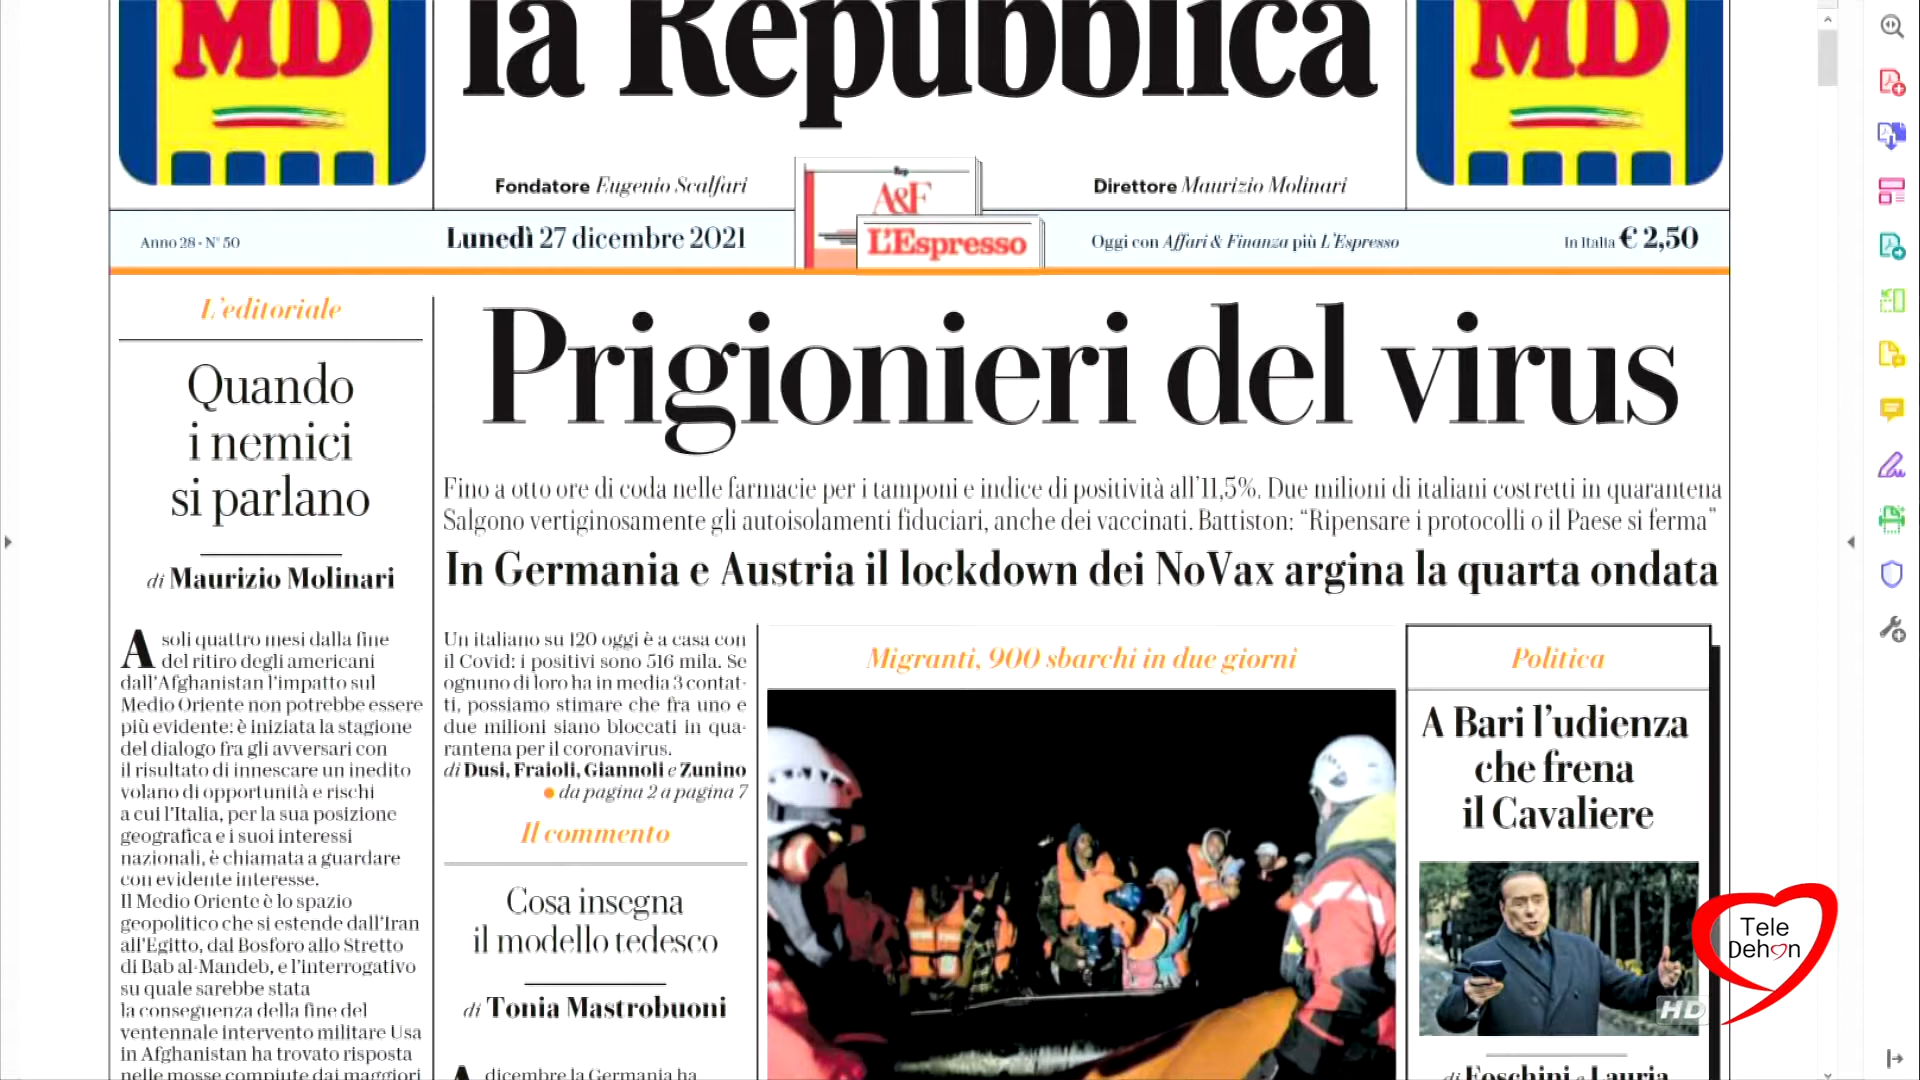 MD
la Repubblica
MD
Fondatore Eugenio Scalfari
Rep
A&F
L'Espresso
Direttore Maurizio Molinari
Anno 28 - N° 50
Lunedì 27 dicembre 2021
Oggi con Affari & Finanza più L'Espresso
In Italia € 2,50
L'editoriale
Quando
i nemici
si parlano
di Maurizio Molinari
A soli quattro mesi dalla fine
del ritiro degli americani
dall'Afghanistan l'impatto sul
Medio Oriente non potrebbe essere
più evidente: è iniziata la stagione
del dialogo fra gli avversari con
il risultato di innescare un inedito
volano di opportunità e rischi
a cui l'Italia, per la sua posizione
geografica e i suoi interessi
nazionali, è chiamata a guardare
con evidente interesse.
Il Medio Oriente è lo spazio
geopolitico che si estende dall'Iran
all'Egitto, dal Bosforo allo Stretto
di Bab al-Mandeb, e l'interrogativo
su quale sarebbe stata
la conseguenza della fine del
ventennale intervento militare Usa
in Afghanistan ha trovato risposta
nelle mosse compiute dai maggiori
Prigionieri del virus
Fino a otto ore di coda nelle farmacie per i tamponi e indice di positività all'11,5%. Due milioni di italiani costretti in quarantena
Salgono vertiginosamente gli autoisolamenti fiduciari, anche dei vaccinati. Battiston: “Ripensare i protocolli o il Paese si ferma”
In Germania e Austria il lockdown dei NoVax argina la quarta ondata
Un italiano su 120 oggi è a casa con
il Covid: i positivi sono 516 mila. Se
ognuno di loro ha in media 3 contat-
ti, possiamo stimare che fra uno e
due milioni siano bloccati in qua-
rantena per il coronavirus.
di Dusi, Fraioli, Giannoli e Zunino
● da pagina 2 a pagina 7
Il commento
Cosa insegna
il modello tedesco
di Tonia Mastrobuoni
A dicembre la Germania ha
Migranti, 900 sbarchi in due giorni
Politica
A Bari l'udienza
che frena
il Cavaliere
di Foschini e Lauria
Tele
Dehon
HD